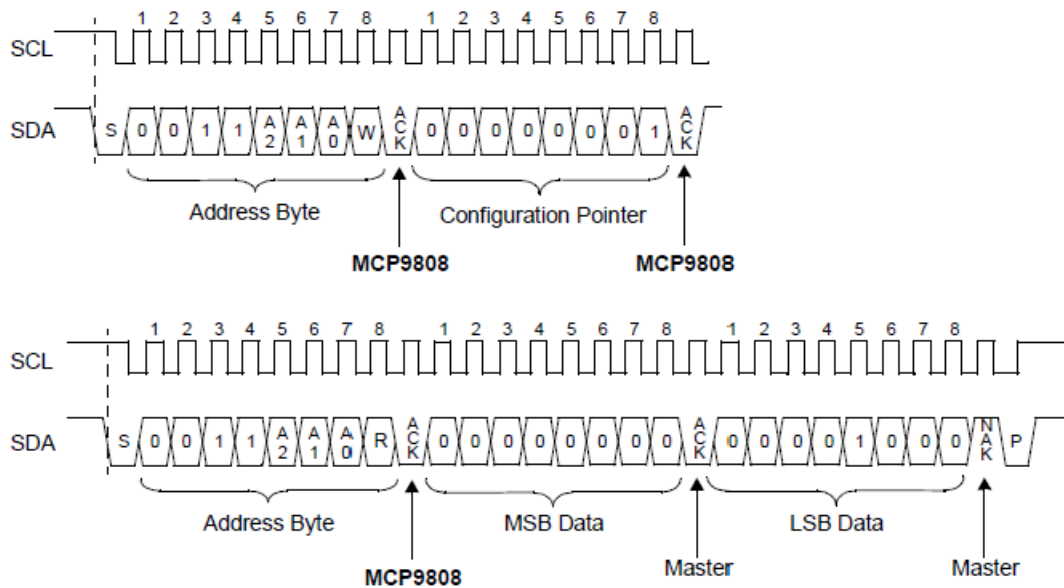 1 2 3 4 5 6 7 8 1 2 3 4 5 6 7 8
SCL
SDA
S 0 0 1 1 A2 A1 A0 W ACK 0 0 0 0 0 0 0 1 ACK
Address Byte Configuration Pointer
MCP9808 MCP9808
1 2 3 4 5 6 7 8 1 2 3 4 5 6 7 8 1 2 3 4 5 6 7 8
SCL
SDA
S 0 0 1 1 A2 A1 A0 R ACK 0 0 0 0 0 0 0 0 ACK 0 0 0 0 1 0 0 0 NAK P
Address Byte MSB Data LSB Data
MCP9808 Master Master